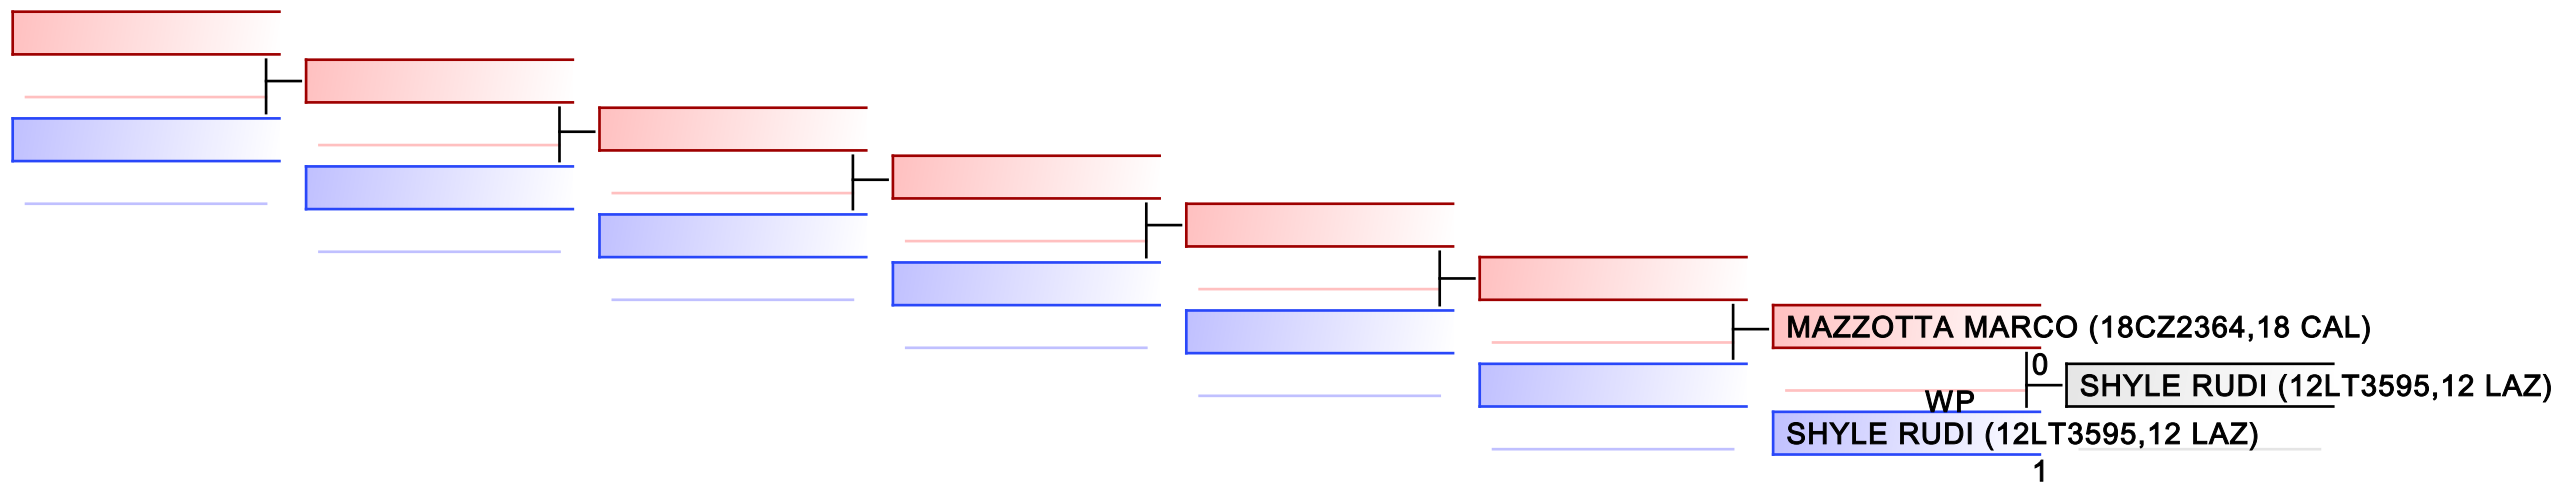 MAZZOTTA MARCO (18CZ2364,18 CAL)
0
SHYLE RUDI (12LT3595,12 LAZ)
WP
SHYLE RUDI (12LT3595,12 LAZ)
1